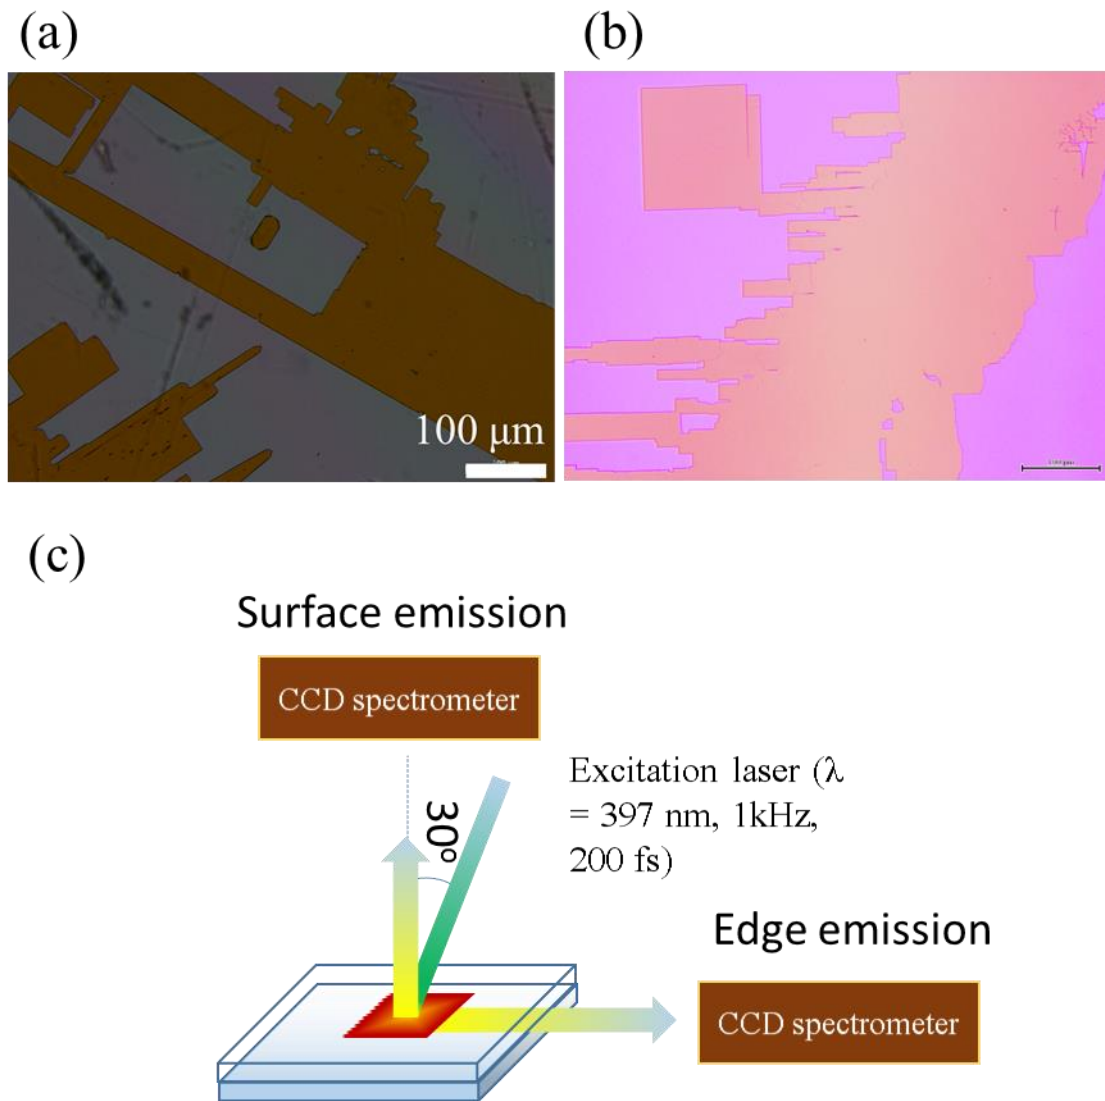 (a)
(b)
100 μm
(c)
Surface emission
CCD spectrometer
Excitation laser (λ
= 397 nm, 1kHz,
200 fs)
30°
Edge emission
CCD spectrometer